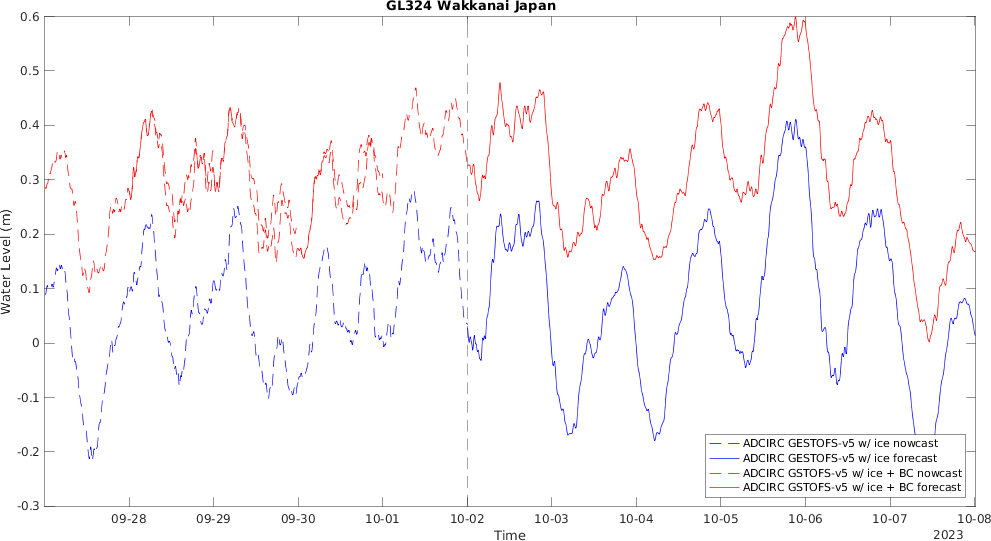 GL324 Wakkanai Japan
0.6
0.5
0.4
0.3
0.2
0.1
0
-0.1
-0.2
-0.3
Water Level (m)
ADCIRC GESTOFS-v5 w/ ice nowcast
ADCIRC GESTOFS-v5 w/ ice forecast
ADCIRC GSTOFS-v5 w/ ice + BC nowcast
ADCIRC GSTOFS-v5 w/ ice + BC forecast
09-28 09-29 09-30 10-01 10-02 10-03 10-04 10-05 10-06 10-07 10-08
Time
2023